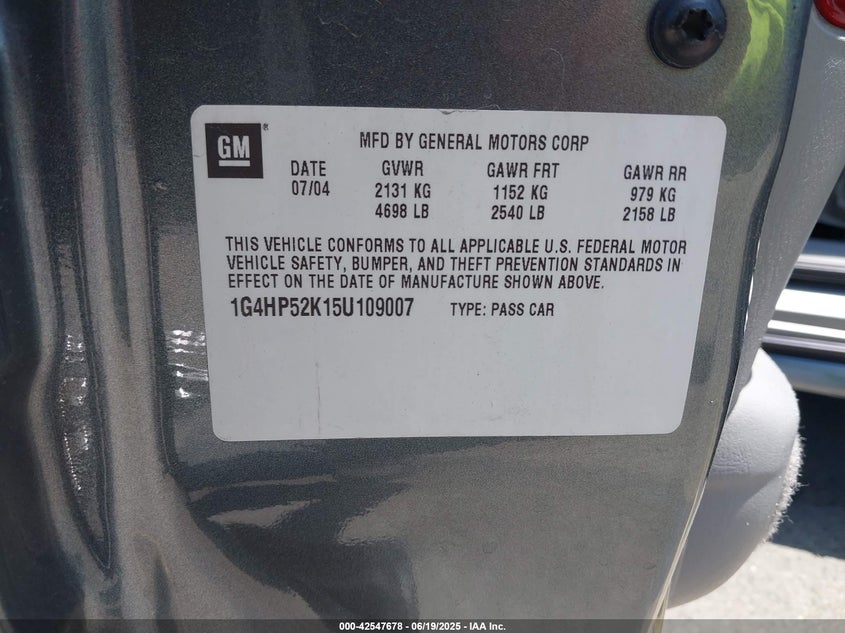 GM®
MFD BY GENERAL MOTORS CORP
DATE GVWR GAWR FRT GAWR RR
07/04 2131 KG 1152 KG 979 KG
4698 LB 2540 LB 2158 LB
THIS VEHICLE CONFORMS TO ALL APPLICABLE U.S. FEDERAL MOTOR
VEHICLE SAFETY, BUMPER, AND THEFT PREVENTION STANDARDS IN
EFFECT ON THE DATE OF MANUFACTURE SHOWN ABOVE.
1G4HP52K15U109007 TYPE: PASS CAR
000-42547678 - 06/19/2025 - IAA Inc.